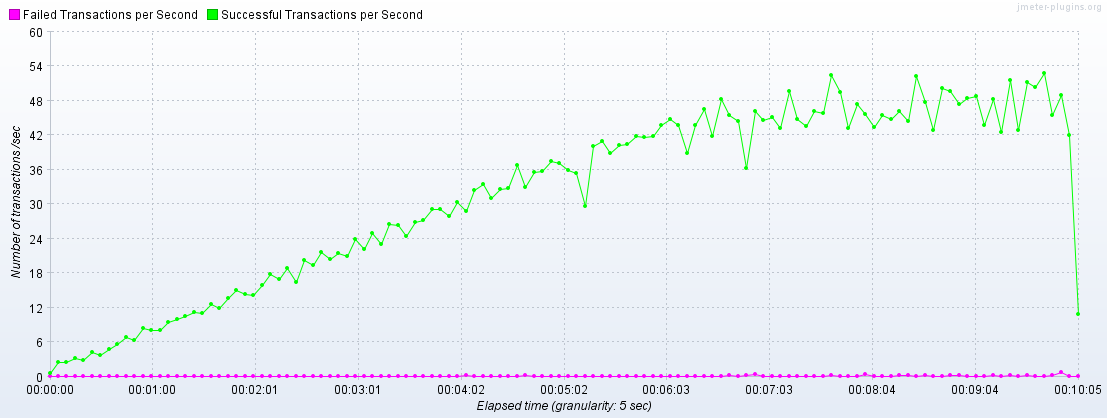 Failed Transactions per Second Successful Transactions per Second
jmeter-plugins.org
60
54
48
42
36
30
24
18
12
6
0
Number of transactions /sec
00:00:00 00:01:00 00:02:01 00:03:01 00:04:02 00:05:02 00:06:03 00:07:03 00:08:04 00:09:04 00:10:05
Elapsed time (granularity: 5 sec)